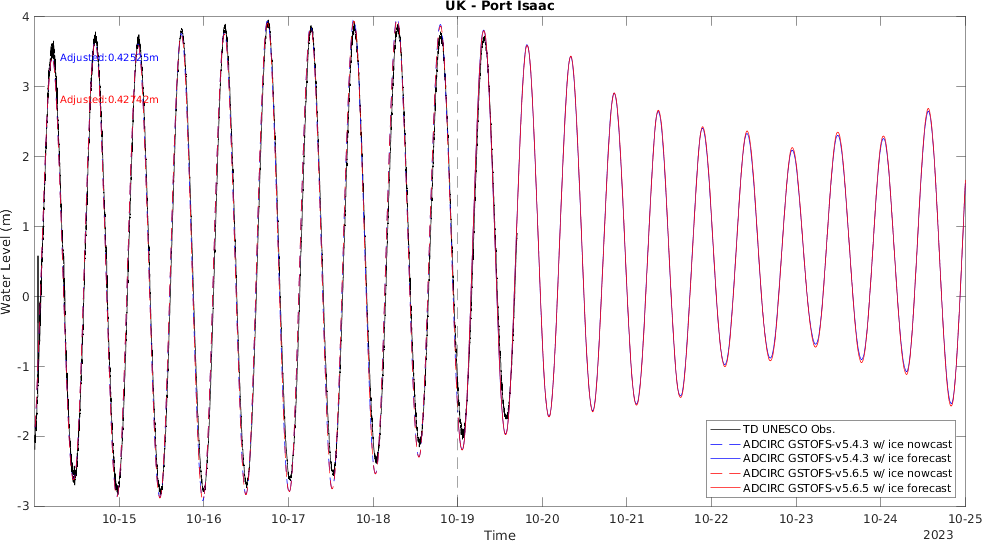 UK - Port Isaac
Adjusted:0.42525m
Adjusted:0.42742m
Water Level (m)
4
3
2
1
0
-1
-2
-3
TD UNESCO Obs.
ADCIRC GSTOFS-v5.4.3 w/ ice nowcast
ADCIRC GSTOFS-v5.4.3 w/ ice forecast
ADCIRC GSTOFS-v5.6.5 w/ ice nowcast
ADCIRC GSTOFS-v5.6.5 w/ ice forecast
10-15 10-16 10-17 10-18 10-19 10-20 10-21 10-22 10-23 10-24 10-25
Time
2023